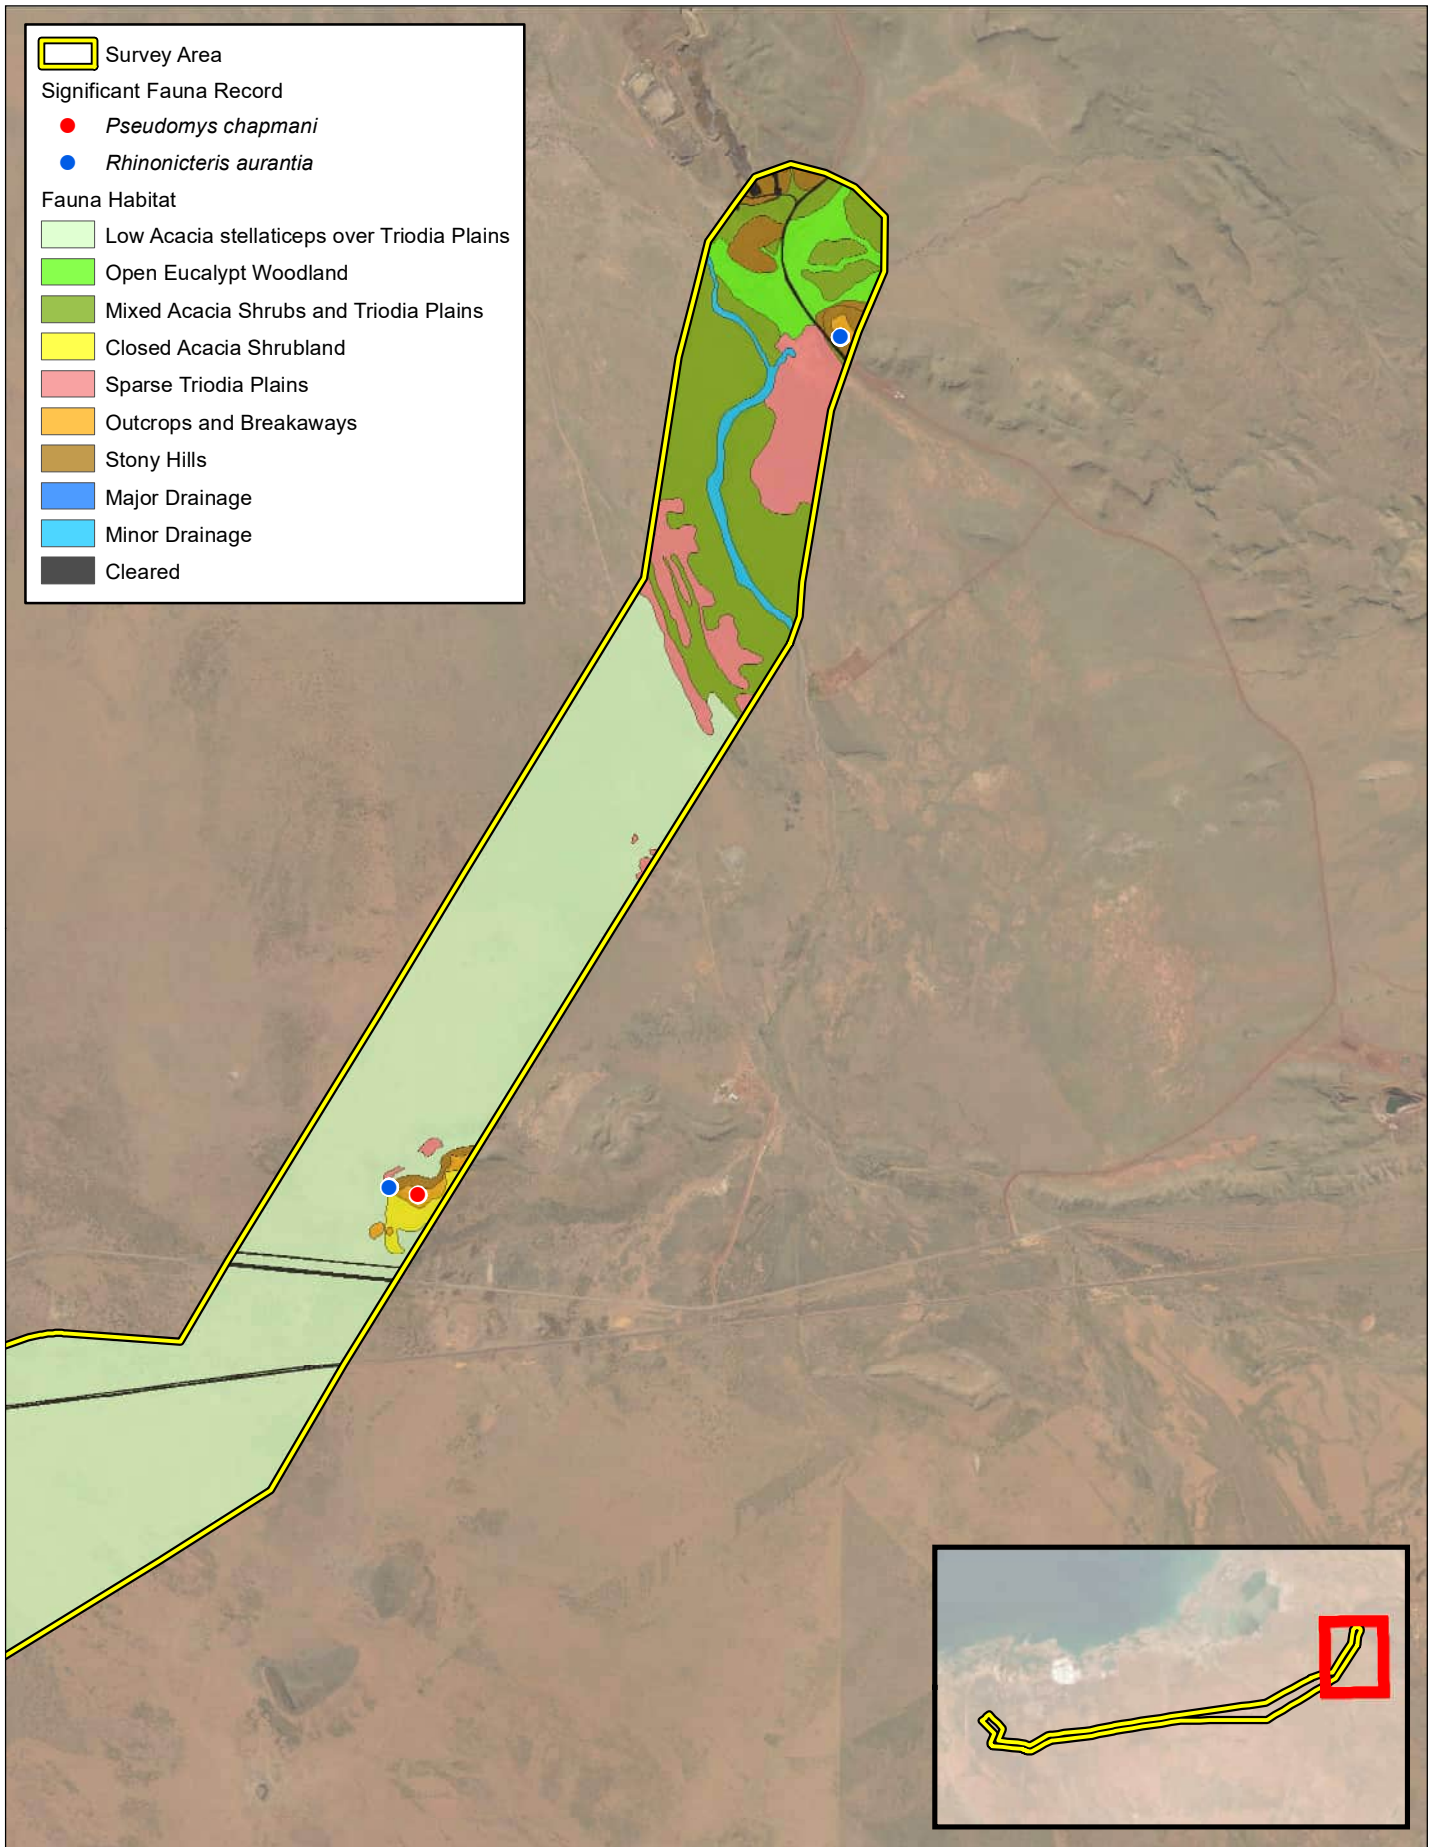 Survey Area
Significant Fauna Record
Pseudomys chapmani
Rhinonicteris aurantia
Fauna Habitat
Low Acacia stellaticeps over Triodia Plains
Open Eucalypt Woodland
Mixed Acacia Shrubs and Triodia Plains
Closed Acacia Shrubland
Sparse Triodia Plains
Outcrops and Breakaways
Stony Hills
Major Drainage
Minor Drainage
Cleared